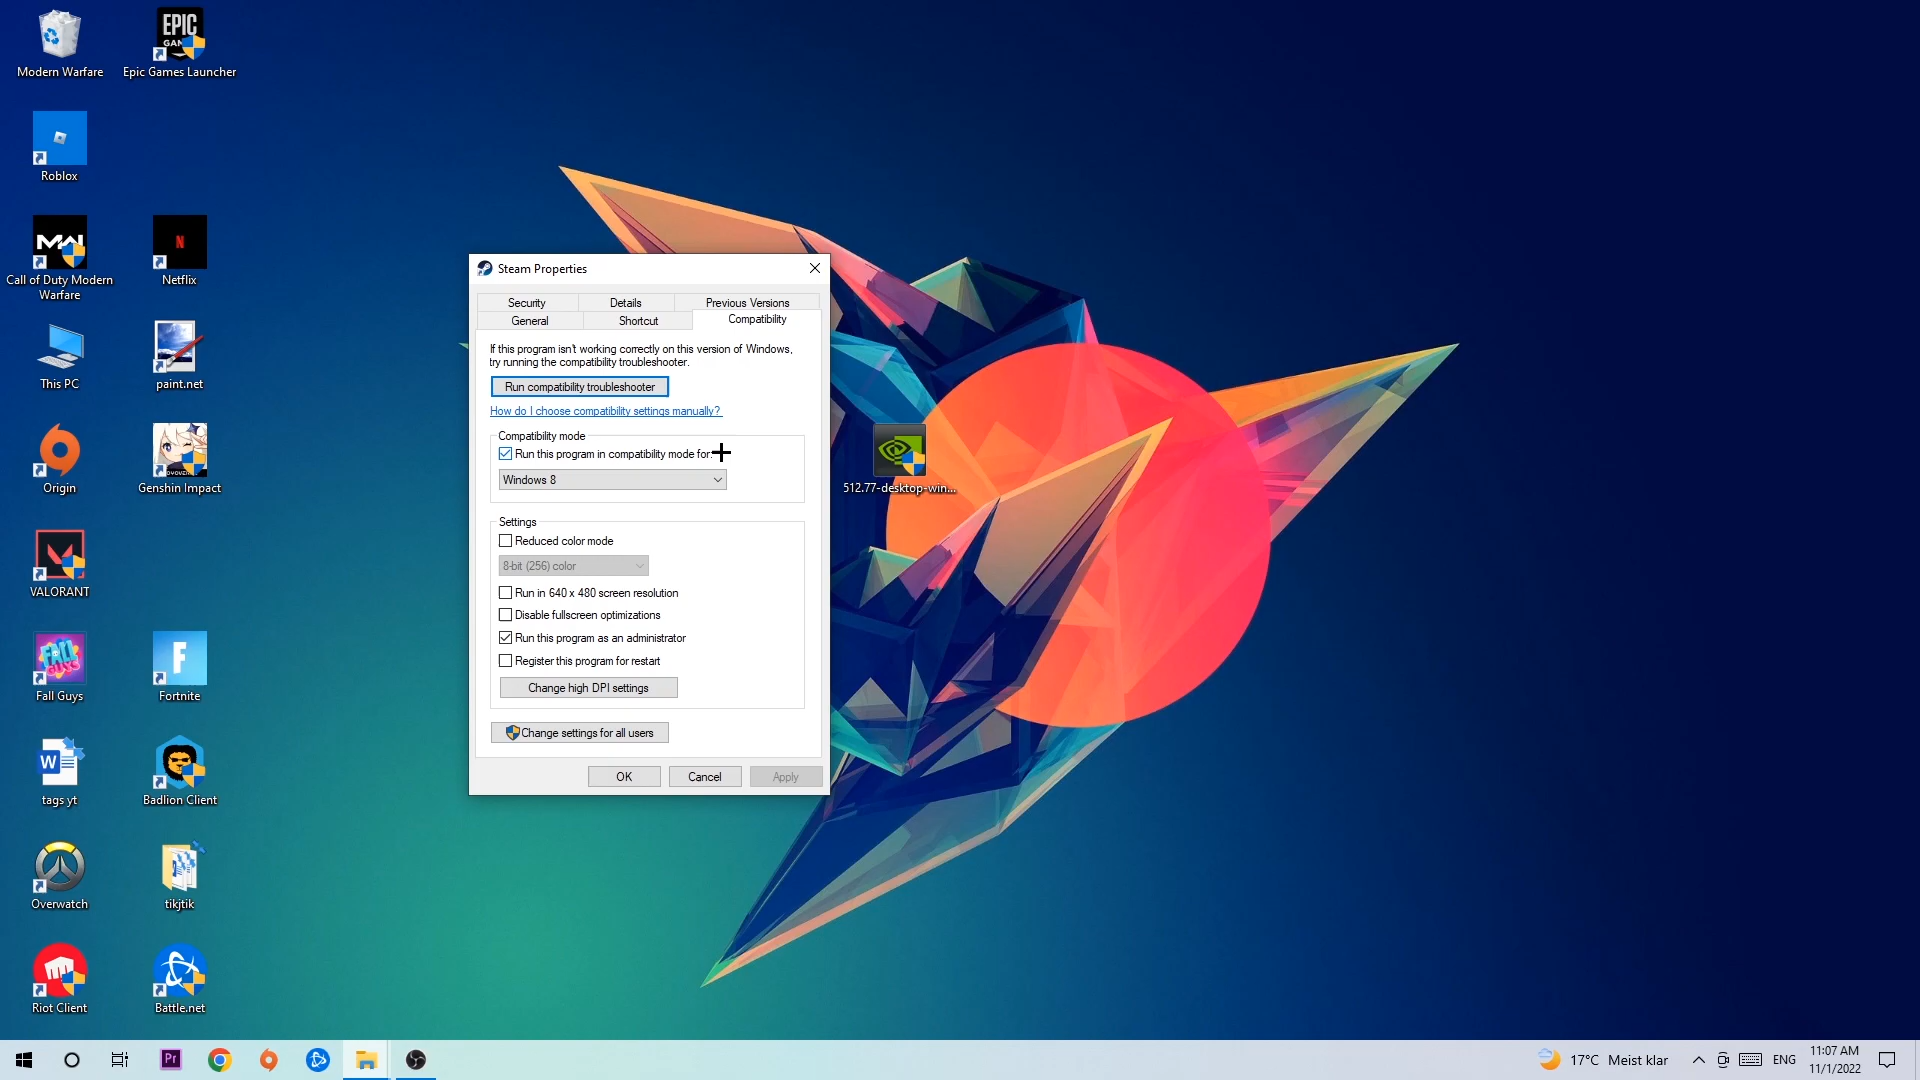 Modern Warfare
EPIC
GAMES
Epic Games Launcher
Roblox
MW
Call of Duty Modern
Warfare
N
Netflix
This PC
paint.net
Origin
Genshin Impact
VALORANT
FALL
GUYS
Fall Guys
F
Fortnite
W
tags yt
Badlion Client
Overwatch
tikjtik
Riot Client
Battle.net
512.77-desktop-win...
Steam Properties
Security
Details
Previous Versions
General
Shortcut
Compatibility
If this program isn't working correctly on this version of Windows,
try running the compatibility troubleshooter.
Run compatibility troubleshooter
How do I choose compatibility settings manually?
Compatibility mode
Run this program in compatibility mode for:
Windows 8
Settings
Reduced color mode
8-bit (256) color
Run in 640 x 480 screen resolution
Disable fullscreen optimizations
Run this program as an administrator
Register this program for restart
Change high DPI settings
Change settings for all users
OK
Cancel
Apply
Pr
17°C Meist klar
ENG
11:07 AM
11/1/2022